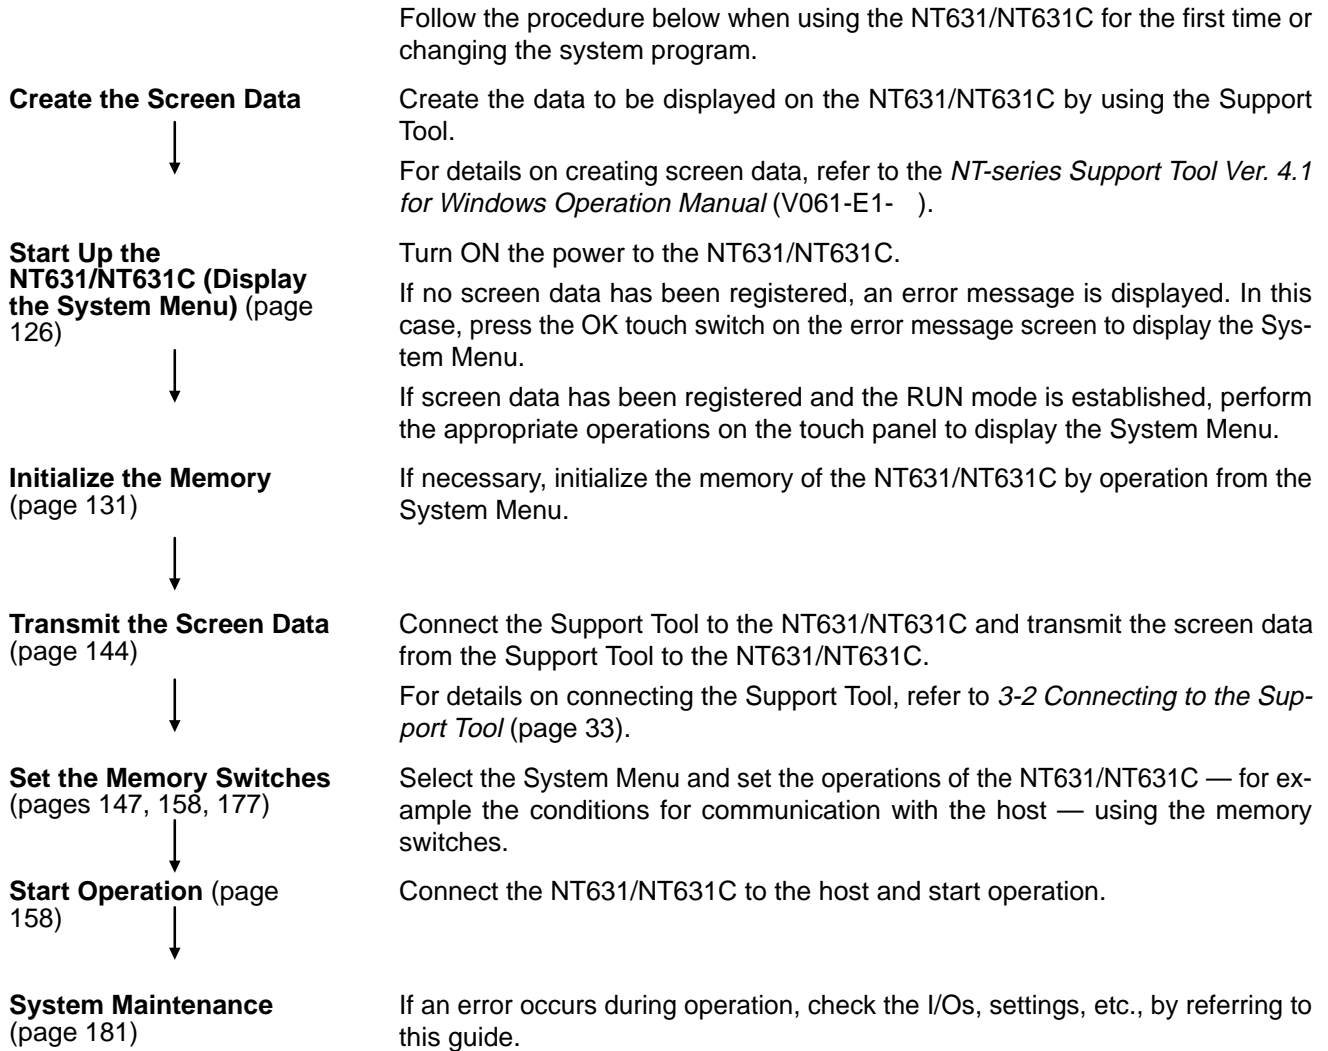 Follow the procedure below when using the NT631/NT631C for the first time or
changing the system program.
Create the Screen Data
Create the data to be displayed on the NT631/NT631C by using the Support
Tool.
For details on creating screen data, refer to the NT-series Support Tool Ver. 4.1
for Windows Operation Manual (V061-E1-   ).
Start Up the
NT631/NT631C (Display
the System Menu) (page
126)
Turn ON the power to the NT631/NT631C.
If no screen data has been registered, an error message is displayed. In this
case, press the OK touch switch on the error message screen to display the Sys-
tem Menu.
If screen data has been registered and the RUN mode is established, perform
the appropriate operations on the touch panel to display the System Menu.
Initialize the Memory
(page 131)
If necessary, initialize the memory of the NT631/NT631C by operation from the
System Menu.
Transmit the Screen Data
(page 144)
Connect the Support Tool to the NT631/NT631C and transmit the screen data
from the Support Tool to the NT631/NT631C.
For details on connecting the Support Tool, refer to 3-2 Connecting to the Sup-
port Tool (page 33).
Set the Memory Switches
(pages 147, 158, 177)
Select the System Menu and set the operations of the NT631/NT631C — for ex-
ample the conditions for communication with the host — using the memory
switches.
Start Operation (page
158)
Connect the NT631/NT631C to the host and start operation.
System Maintenance
(page 181)
If an error occurs during operation, check the I/Os, settings, etc., by referring to
this guide.